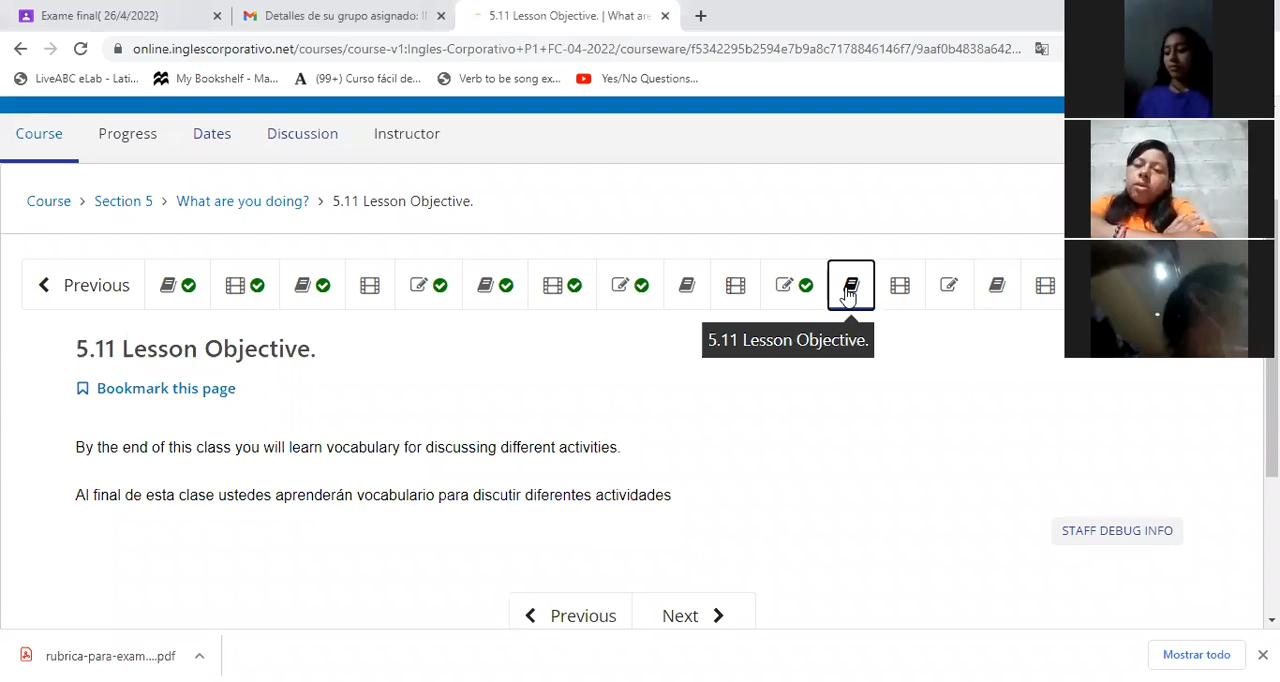 Exame final( 26/4/2022)
Detalles de su grupo asignado: I
5.11 Lesson Objective. | What are
online.inglescorporativo.net/courses/course-v1:Ingles-Corporativo+P1+FC-04-2022/courseware/f5342295b2594e7b9a8c7178846146f7/9aaf0b4838a642...
LiveABC eLab - Lati...
My Bookshelf - Ma...
(99+) Curso fácil de...
Verb to be song ex...
Yes/No Questions...
Course
Progress
Dates
Discussion
Instructor
Course > Section 5 > What are you doing? > 5.11 Lesson Objective.
Previous
5.11 Lesson Objective.
5.11 Lesson Objective.
Bookmark this page
By the end of this class you will learn vocabulary for discussing different activities.
Al final de esta clase ustedes aprenderán vocabulario para discutir diferentes actividades
STAFF DEBUG INFO
Previous
Next
rubrica-para-exam....pdf
Mostrar todo